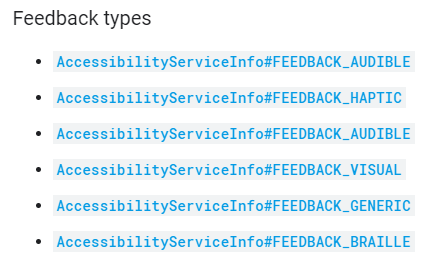 Feedback types
AccessibilityServiceInfo#FEEDBACK_AUDIBLE
AccessibilityServiceInfo#FEEDBACK_HAPTIC
AccessibilityServiceInfo#FEEDBACK_AUDIBLE
AccessibilityServiceInfo#FEEDBACK_VISUAL
AccessibilityServiceInfo#FEEDBACK_GENERIC
AccessibilityServiceInfo#FEEDBACK_BRAILLE